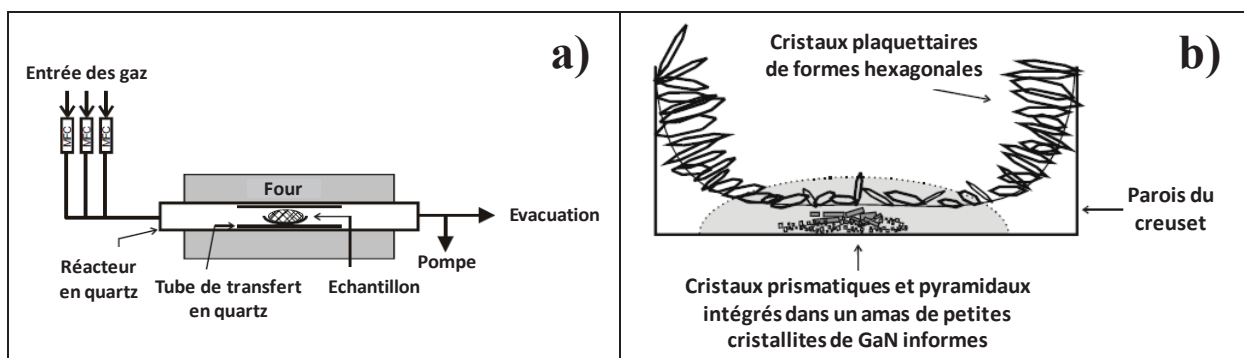 a)
Entrée des gaz
MFC MFC MFC
Four
Evacuation
Pompe
Réacteur
en quartz
Tube de transfert
en quartz
Echantillon
b)
Cristaux plaquettaires
de formes hexagonales
Parois du
creuset
Cristaux prismatiques et pyramidaux
intégrés dans un amas de petites
cristallites de GaN informes